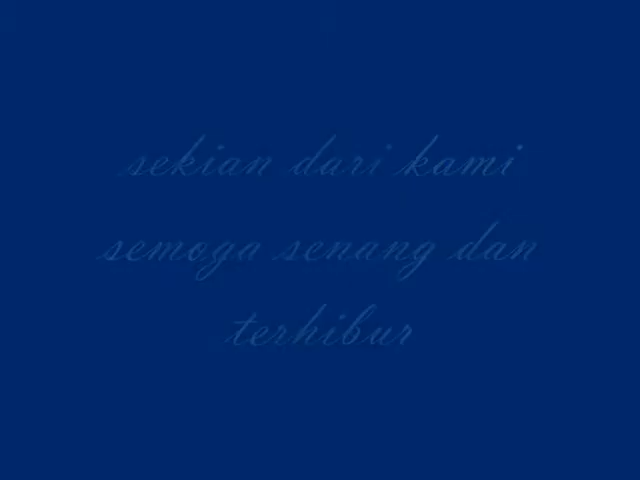 sekian dari kami
semoga senang dan
terhibur